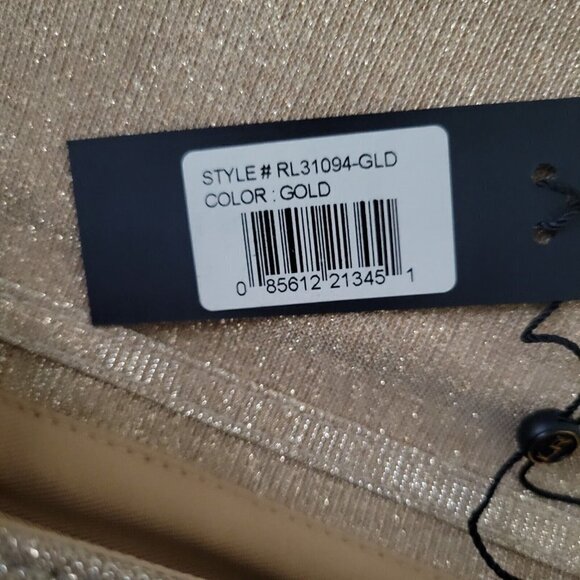 STYLE # RL31094-GLD
COLOR : GOLD
0 85612 21345 1